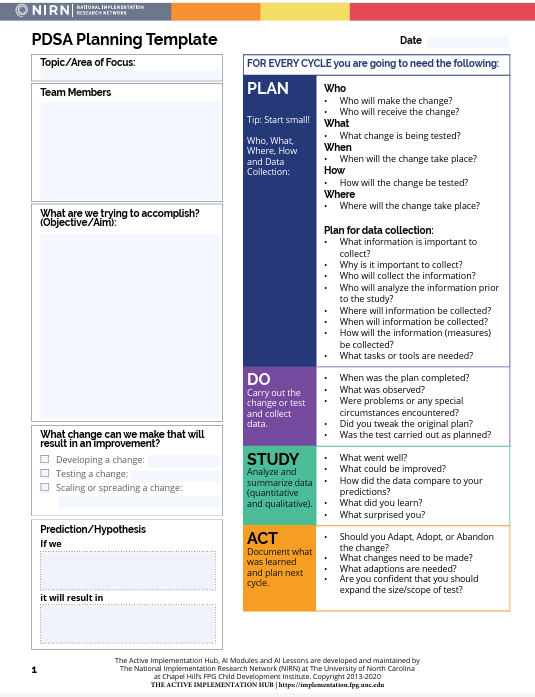 NIRN NATIONAL IMPLEMENTATION
RESEARCH NETWORK
PDSA Planning Template
Date
Topic/Area of Focus:
Team Members
What are we trying to accomplish?
(Objective/Aim):
What change can we make that will
result in an improvement?
Developing a change:
Testing a change:
Scaling or spreading a change:
Prediction/Hypothesis
If we
it will result in
FOR EVERY CYCLE you are going to need the following:
PLAN
Tip: Start small!
Who, What,
Where, How
and Data
Collection:
Who
• Who will make the change?
• Who will receive the change?
What
• What change is being tested?
When
• When will the change take place?
How
• How will the change be tested?
Where
• Where will the change take place?
Plan for data collection:
• What information is important to
collect?
• Why is it important to collect?
• Who will collect the information?
• Who will analyze the information prior
to the study?
• Where will information be collected?
• When will information be collected?
• How will the information (measures)
be collected?
• What tasks or tools are needed?
DO
Carry out the
change or test
and collect
data.
• When was the plan completed?
• What was observed?
• Were problems or any special
circumstances encountered?
• Did you tweak the original plan?
• Was the test carried out as planned?
STUDY
Analyze and
summarize data
(quantitative
and qualitative).
• What went well?
• What could be improved?
• How did the data compare to your
predictions?
• What did you learn?
• What surprised you?
ACT
Document what
was learned
and plan next
cycle.
• Should you Adapt, Adopt, or Abandon
the change?
• What changes need to be made?
• What adaptions are needed?
• Are you confident that you should
expand the size/scope of test?
1
The Active Implementation Hub, AI Modules and AI Lessons are developed and maintained by
The National Implementation Research Network (NIRN) at The University of North Carolina
at Chapel Hill's FPG Child Development Institute. Copyright 2013-2020
THE ACTIVE IMPLEMENTATION HUB | https://implementation.fpg.unc.edu